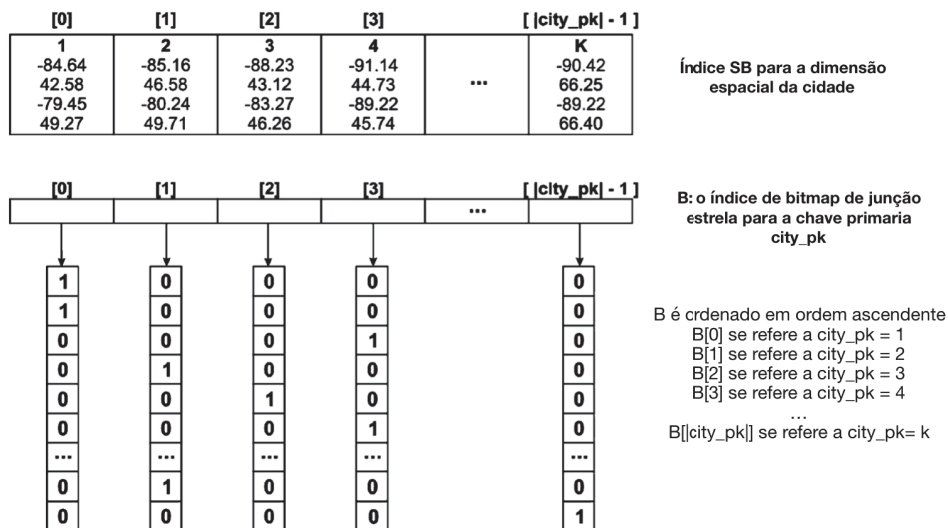 [0] [1] [2] [3] [ |city_pk| - 1 ]
1 2 3 4 K
-84.64 -85.16 -88.23 -91.14 -90.42
42.58 46.58 43.12 44.73 ... 66.25
-79.45 -80.24 -83.27 -89.22 -89.22
49.27 49.71 46.26 45.74 66.40
Índice SB para a dimensão
espacial da cidade
[0] [1] [2] [3] [ |city_pk| - 1 ]
...
B: o índice de bitmap de junção
estrela para a chave primaria
city_pk
1 0 0 0 0
1 0 0 0 0
0 0 0 1 0
0 1 0 0 0
0 0 1 0 0
0 0 0 1 0
... ... ... ... ...
0 1 0 0 0
0 0 0 0 1
B é ordenado em ordem ascendente
B[0] se refere a city_pk = 1
B[1] se refere a city_pk = 2
B[2] se refere a city_pk = 3
B[3] se refere a city_pk = 4
...
B[|city_pk|] se refere a city_pk= k